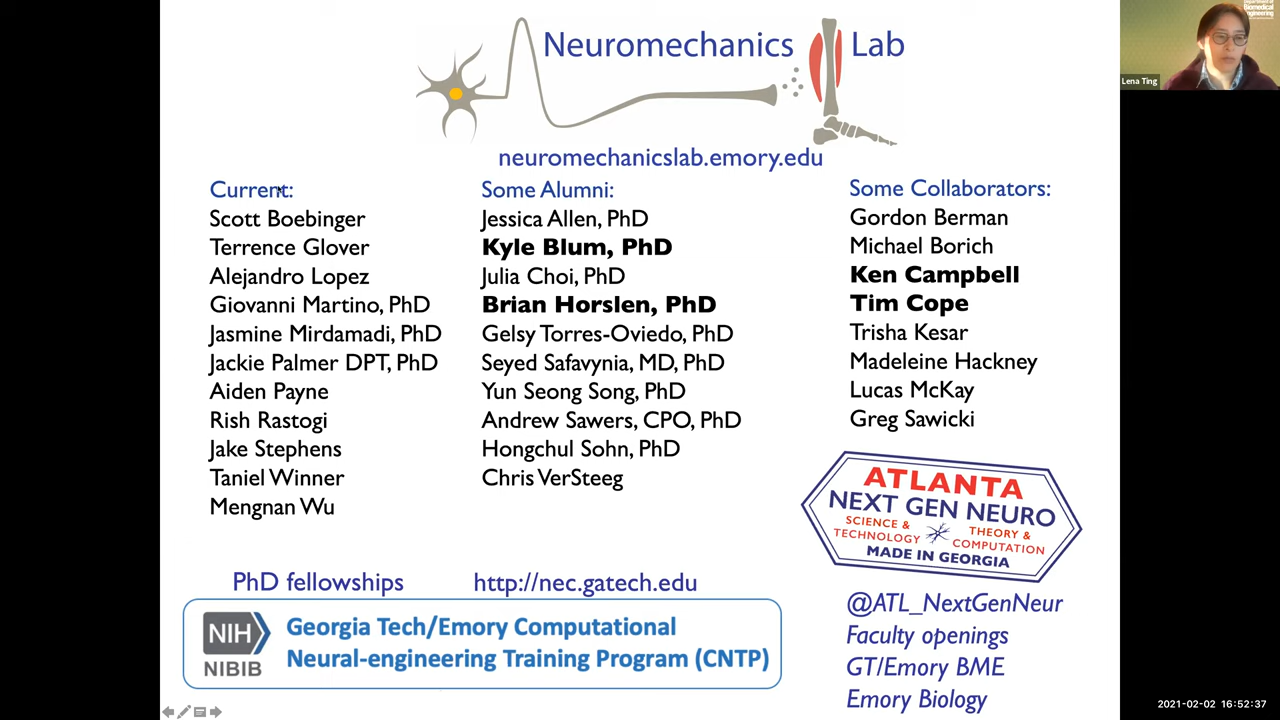 Neuromechanics Lab
neuromechanicslab.emory.edu
Current:
Scott Boebinger
Terrence Glover
Alejandro Lopez
Giovanni Martino, PhD
Jasmine Mirdamadi, PhD
Jackie Palmer DPT, PhD
Aiden Payne
Rish Rastogi
Jake Stephens
Taniel Winner
Mengnan Wu
Some Alumni:
Jessica Allen, PhD
Kyle Blum, PhD
Julia Choi, PhD
Brian Horslen, PhD
Gelsy Torres-Oviedo, PhD
Seyed Safavynia, MD, PhD
Yun Seong Song, PhD
Andrew Sawers, CPO, PhD
Hongchul Sohn, PhD
Chris VerSteeg
Some Collaborators:
Gordon Berman
Michael Borich
Ken Campbell
Tim Cope
Trisha Kesar
Madeleine Hackney
Lucas McKay
Greg Sawicki
ATLANTA
NEXT GEN NEURO
SCIENCE &
TECHNOLOGY
THEORY &
COMPUTATION
MADE IN GEORGIA
PhD fellowships
http://nec.gatech.edu
NIH
NIBIB
Georgia Tech/Emory Computational
Neural-engineering Training Program (CNTP)
@ATL_NextGenNeur
Faculty openings
GT/Emory BME
Emory Biology
Biomedical
Engineering
Lena Ting
2021-02-02 16:52:37